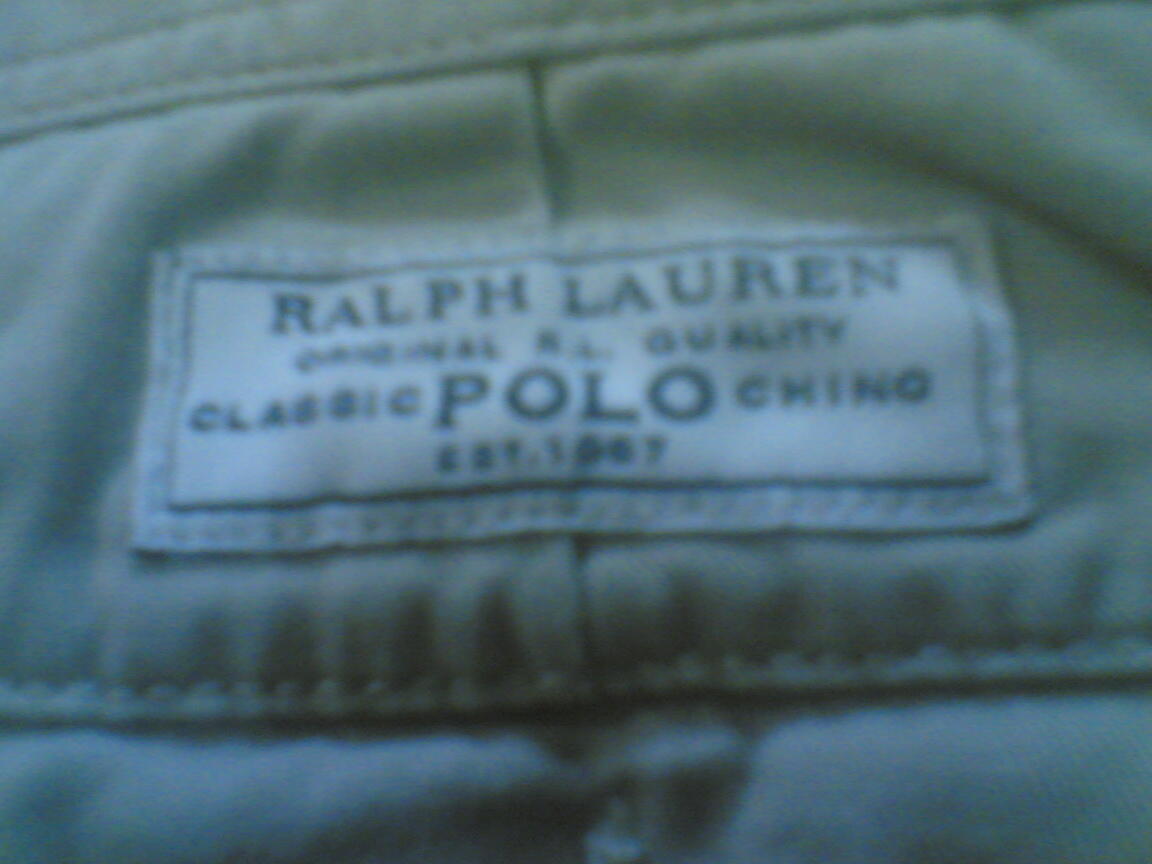 RALPH LAUREN
ORIGINAL R.L. QUALITY
CLASSIC POLO CHINO
EST. 1967